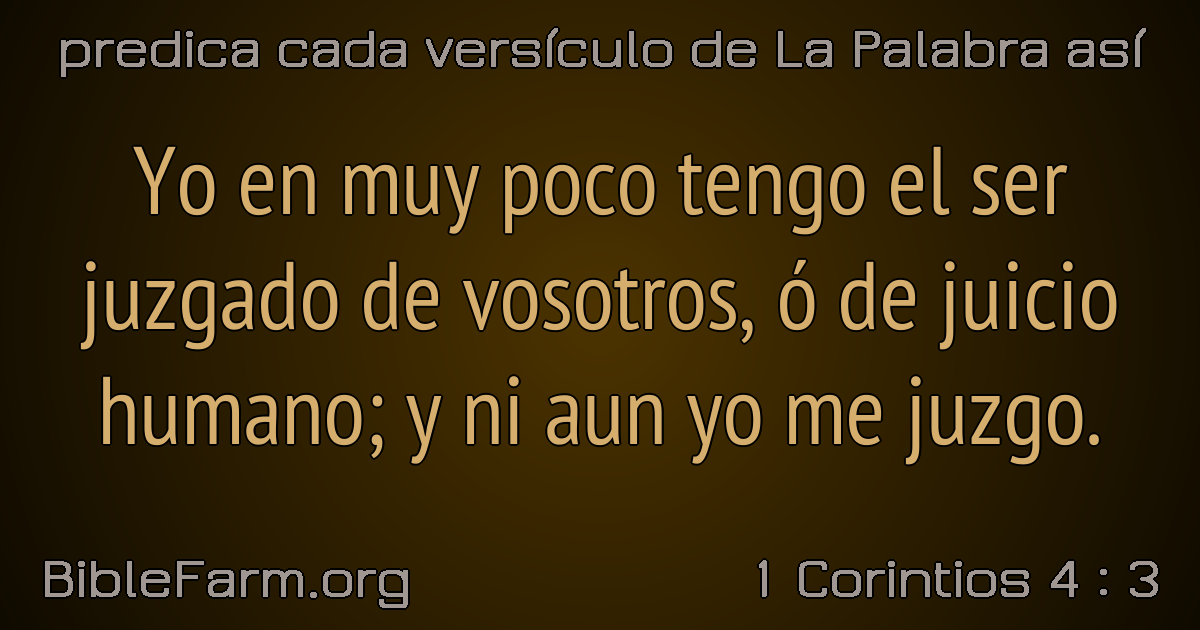 predica cada versículo de La Palabra así
Yo en muy poco tengo el ser
juzgado de vosotros, ó de juicio
humano; y ni aun yo me juzgo.
BibleFarm.org
1 Corintios 4 : 3